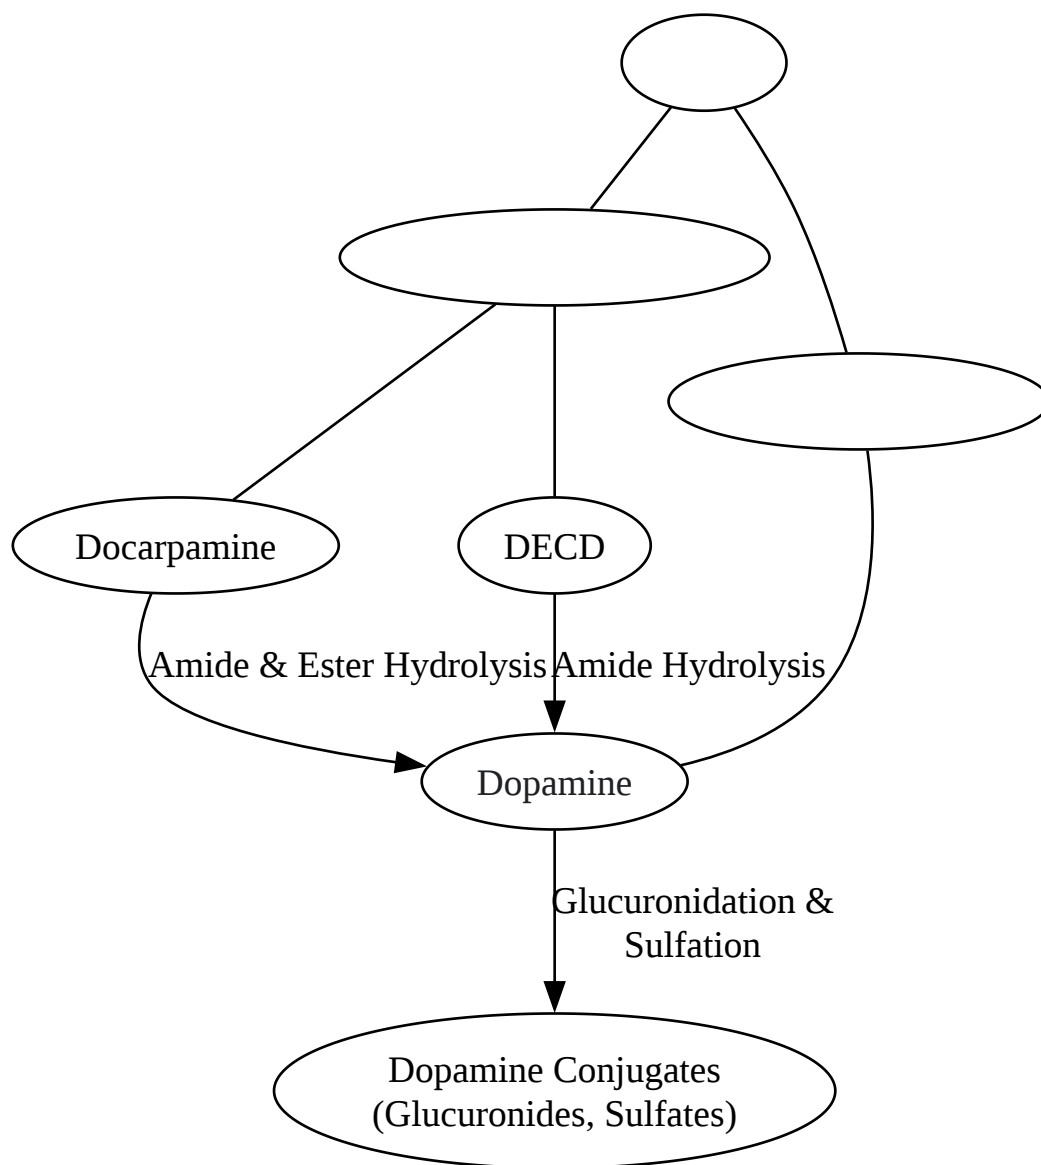 Docarpamine
DECD
Amide & Ester Hydrolysis
Amide Hydrolysis
Dopamine
Glucuronidation &
Sulfation
Dopamine Conjugates
(Glucuronides, Sulfates)